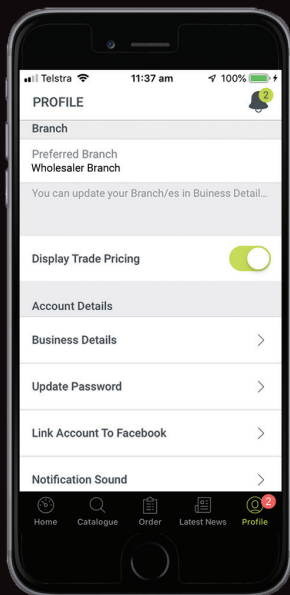 Telstra 11:37 am 100%
PROFILE 2
Branch
Preferred Branch
Wholesaler Branch
You can update your Branch/es in Buiness Detail...
Display Trade Pricing
Account Details
Business Details
Update Password
Link Account To Facebook
Notification Sound
2
Home Catalogue Order Latest News Profile